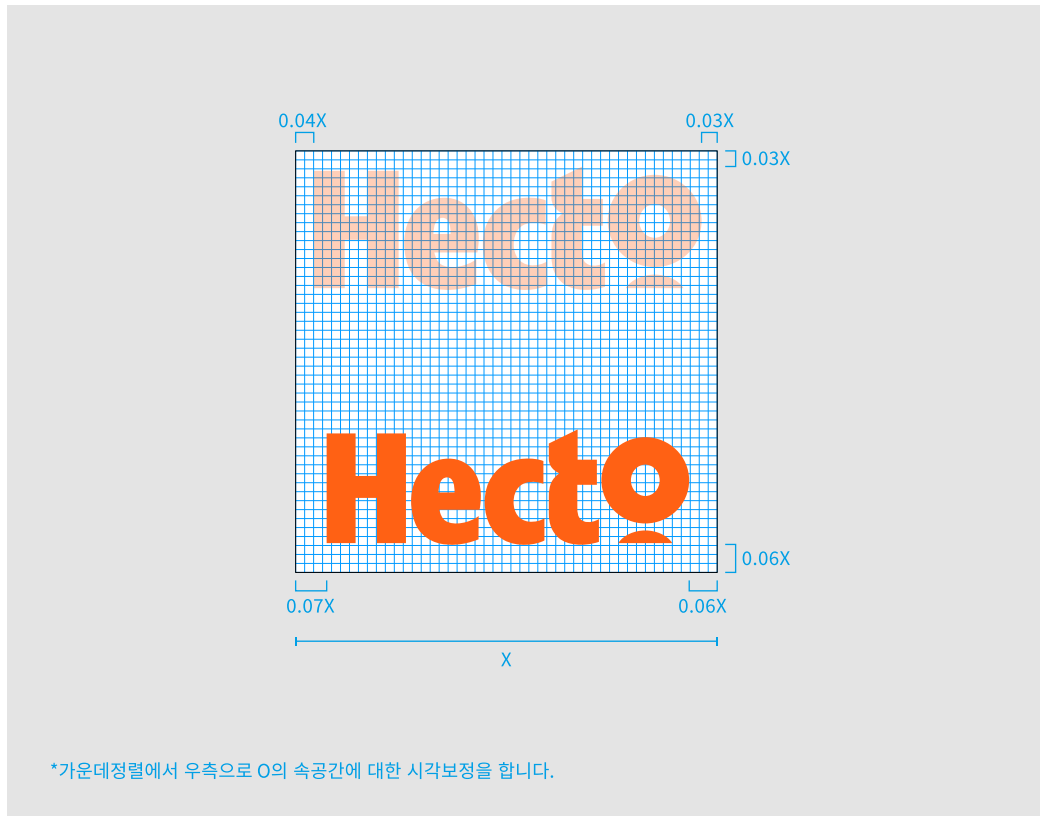 0.04X
0.03X
0.03X
Hecto
Hecto
0.06X
0.07X
0.06X
X
*가운데정렬에서 우측으로 O의 속공간에 대한 시각보정을 합니다.